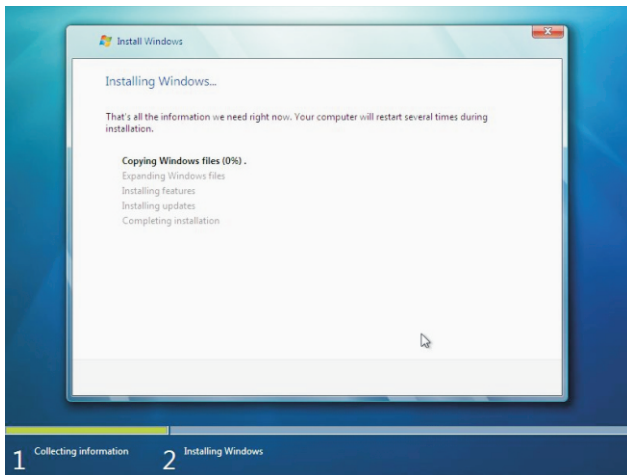 Install Windows
Installing Windows...
That's all the information we need right now. Your computer will restart several times during
installation.
Copying Windows files (0%) .
Expanding Windows files
Installing features
Installing updates
Completing installation
1 Collecting information 2 Installing Windows